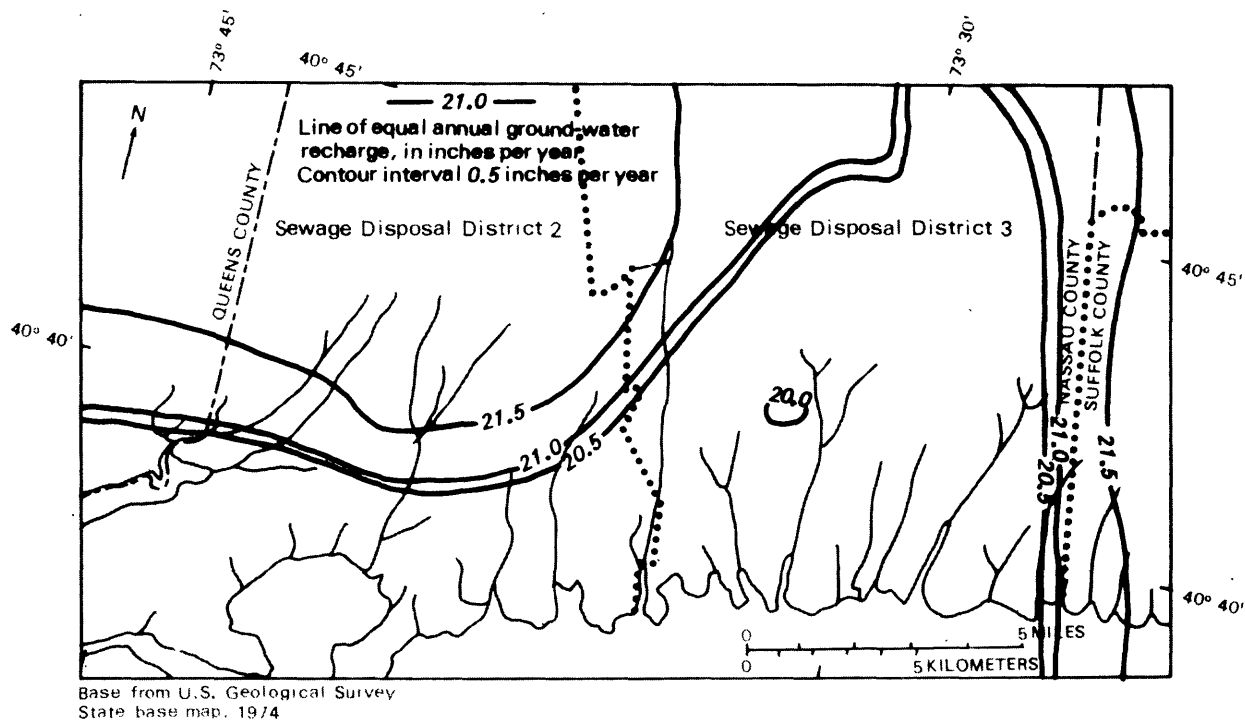 73° 45'
40° 45'
73° 30'
N
21.0
Line of equal annual ground-water
recharge, in inches per year
Contour interval 0.5 inches per year
QUEENS COUNTY
Sewage Disposal District 2
Sewage Disposal District 3
40° 45'
NASSAU COUNTY
SUFFOLK COUNTY
40° 40'
20.0
21.5
21.0
20.5
21.0
20.5
21.5
40° 40'
0 5 MILES
0 5 KILOMETERS
Base from U.S. Geological Survey
State base map, 1974